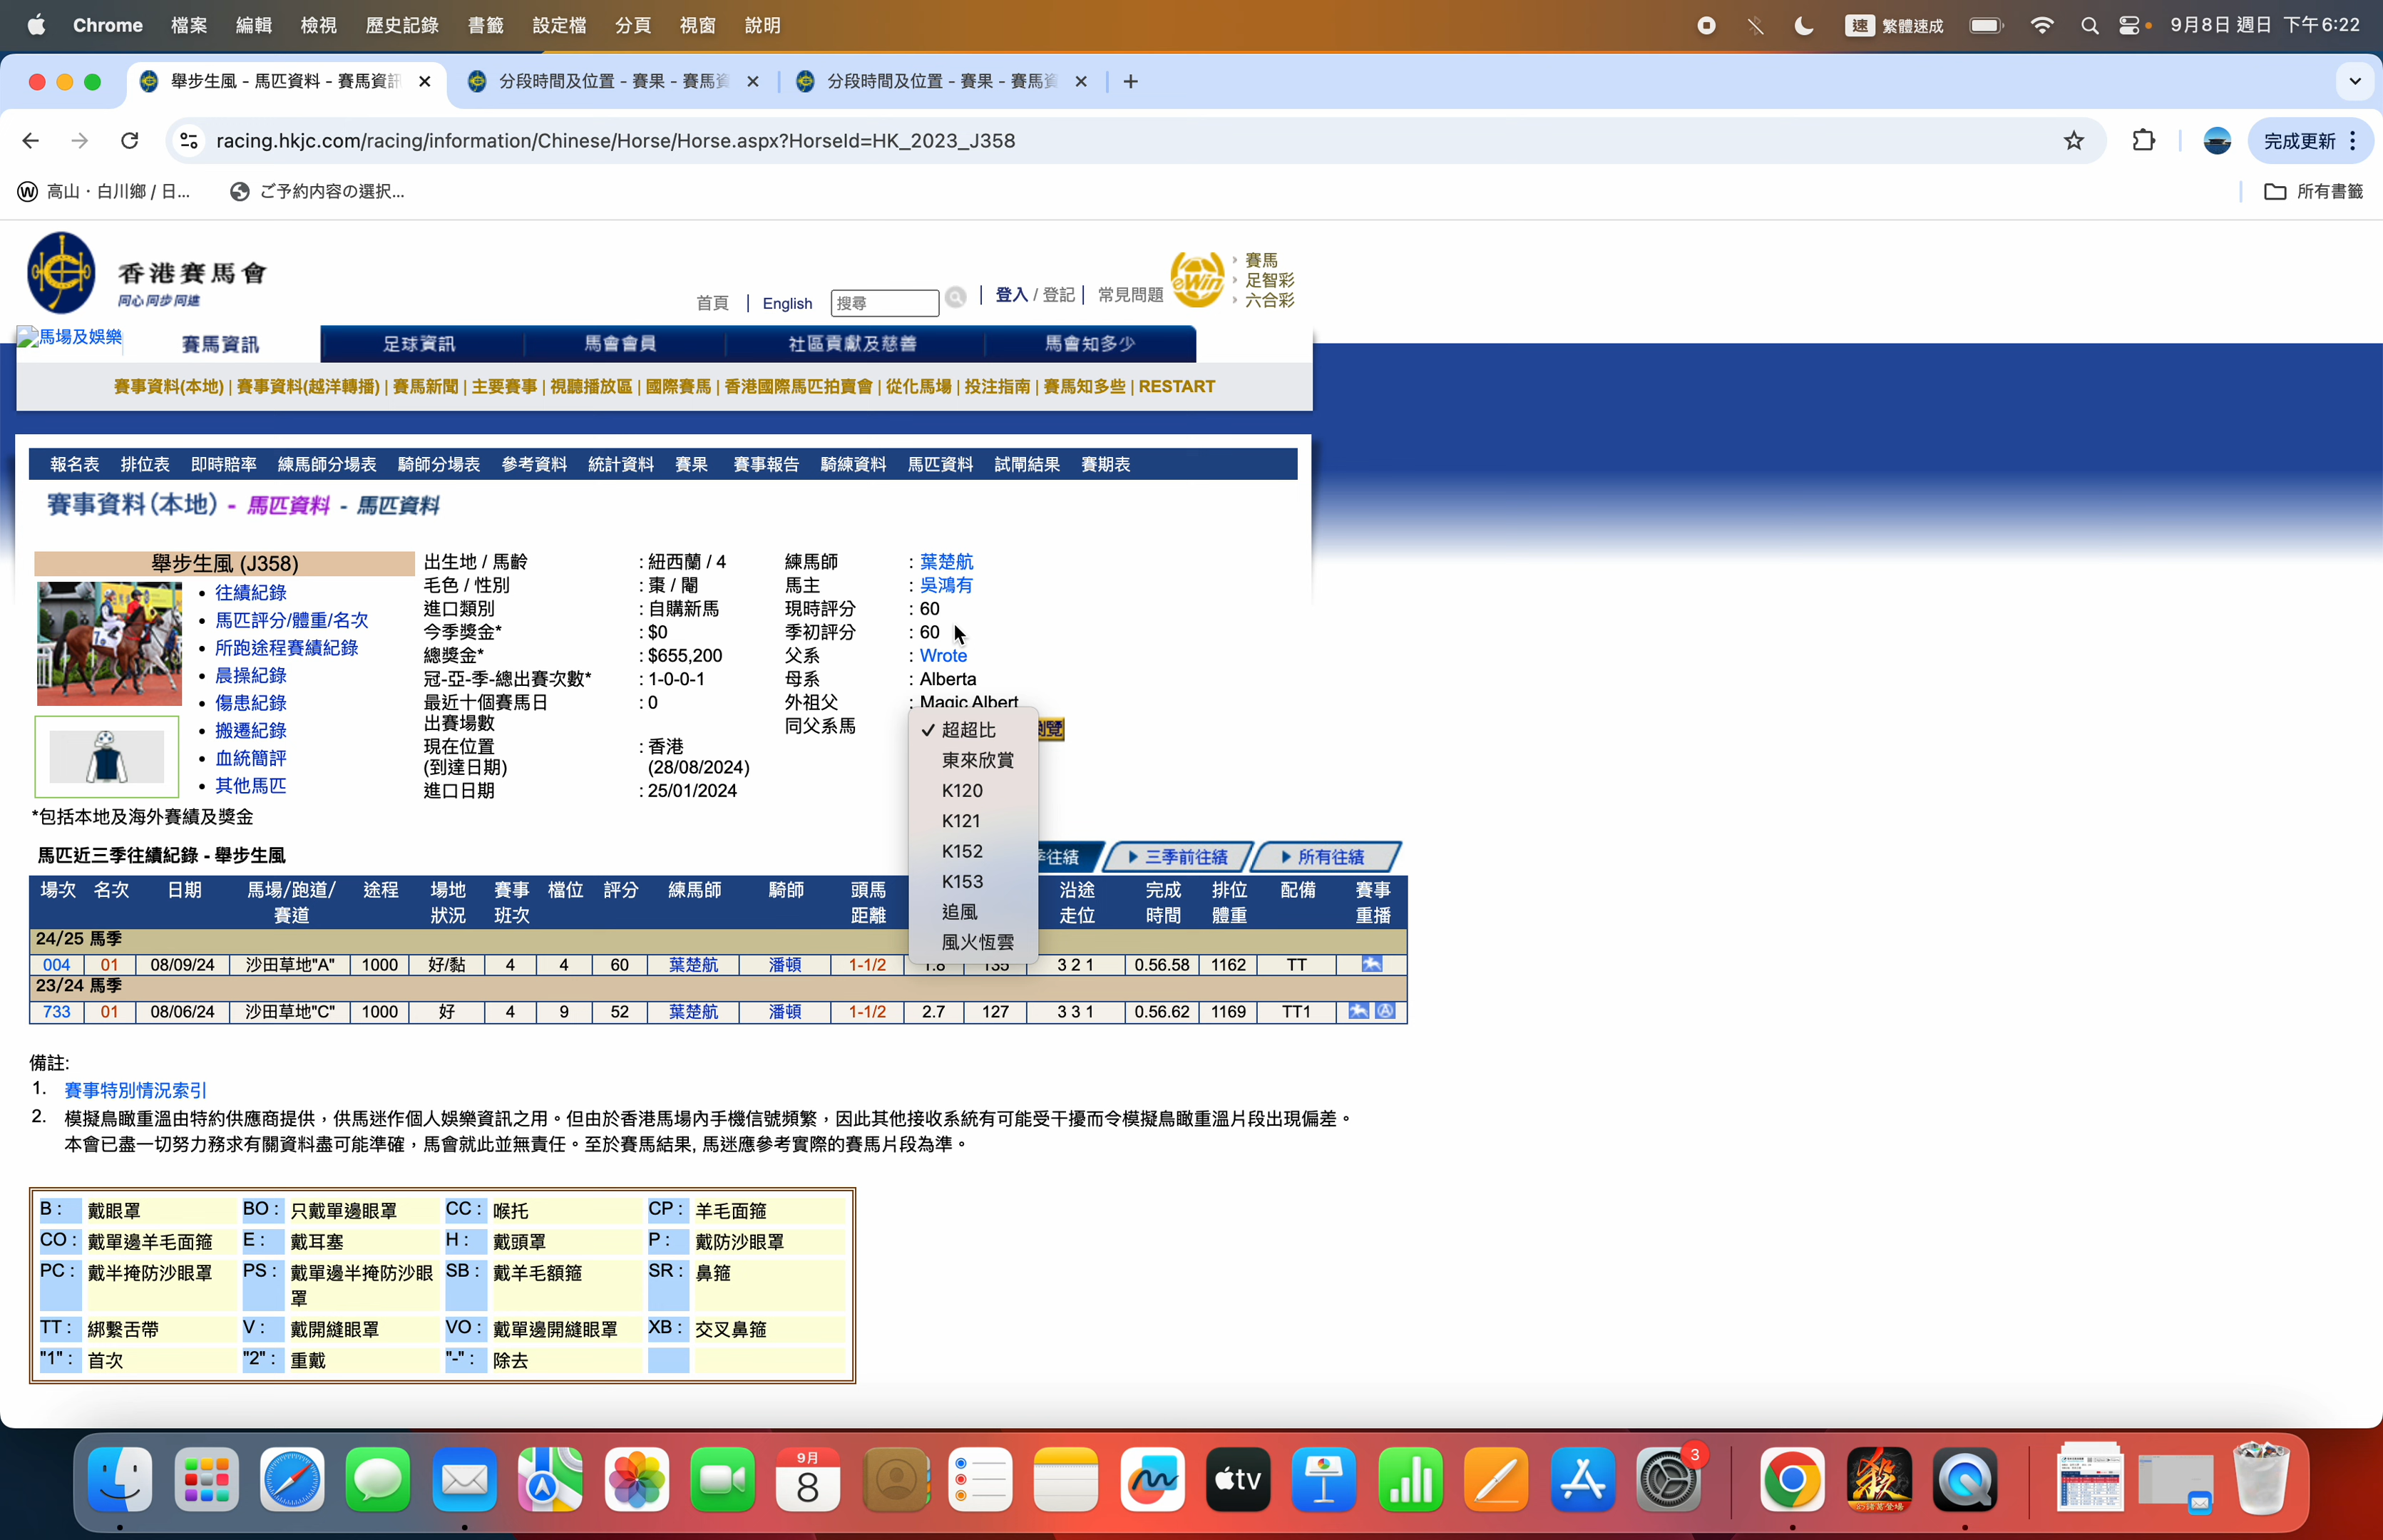 Chrome 檔案 編輯 檢視 歷史記錄 書籤 設定檔 分頁 視窗 說明 速 繁體速成 9月8日 週日 下午6:22
舉步生風 - 馬匹資料 - 賽馬資訊 分段時間及位置 - 賽果 - 賽馬資 分段時間及位置 - 賽果 - 賽馬資
racing.hkjc.com/racing/information/Chinese/Horse/Horse.aspx?HorseId=HK_2023_J358 完成更新
高山・白川鄉 / 日... ご予約内容の選択... 所有書籤
香港賽馬會
同心同步同進
首頁 | English 搜尋 登入 / 登記 | 常見問題 eWin 賽馬
足智彩
六合彩
馬場及娛樂 賽馬資訊 足球資訊 馬會會員 社區貢獻及慈善 馬會知多少
賽事資料(本地) | 賽事資料(越洋轉播) | 賽馬新聞 | 主要賽事 | 視聽播放區 | 國際賽馬 | 香港國際馬匹拍賣會 | 從化馬場 | 投注指南 | 賽馬知多些 | RESTART
報名表 排位表 即時賠率 練馬師分場表 騎師分場表 參考資料 統計資料 賽果 賽事報告 騎練資料 馬匹資料 試閘結果 賽期表
賽事資料(本地) - 馬匹資料 - 馬匹資料
舉步生風 (J358)
• 往績紀錄
• 馬匹評分/體重/名次
• 所跑途程賽績紀錄
• 晨操紀錄
• 傷患紀錄
• 搬遷紀錄
• 血統簡評
• 其他馬匹
*包括本地及海外賽績及獎金
出生地 / 馬齡 : 紐西蘭 / 4
毛色 / 性別 : 棗 / 閹
進口類別 : 自購新馬
今季獎金* : $0
總獎金* : $655,200
冠-亞-季-總出賽次數* : 1-0-0-1
最近十個賽馬日 : 0
出賽場數
現在位置 : 香港
(到達日期) (28/08/2024)
進口日期 : 25/01/2024
練馬師 : 葉楚航
馬主 : 吳鴻有
現時評分 : 60
季初評分 : 60
父系 : Wrote
母系 : Alberta
外祖父 : Magic Albert
同父系馬
✓ 超超比
東來欣賞
K120
K121
K152
K153
追風
風火恆雲
馬匹近三季往績紀錄 - 舉步生風 季往績 三季前往績 所有往績
場次 名次 日期 馬場/跑道/ 途程 場地 賽事 檔位 評分 練馬師 騎師 頭馬 沿途 完成 排位 配備 賽事
賽道 狀況 班次 距離 走位 時間 體重 重播
24/25 馬季
004 01 08/09/24 沙田草地"A" 1000 好/黏 4 4 60 葉楚航 潘頓 1-1/2 1.8 135 3 2 1 0.56.58 1162 TT
23/24 馬季
733 01 08/06/24 沙田草地"C" 1000 好 4 9 52 葉楚航 潘頓 1-1/2 2.7 127 3 3 1 0.56.62 1169 TT1
備註:
1. 賽事特別情況索引
2. 模擬鳥瞰重溫由特約供應商提供，供馬迷作個人娛樂資訊之用。但由於香港馬場內手機信號頻繁，因此其他接收系統有可能受干擾而令模擬鳥瞰重溫片段出現偏差。
本會已盡一切努力務求有關資料盡可能準確，馬會就此並無責任。至於賽馬結果, 馬迷應參考實際的賽馬片段為準。
B : 戴眼罩 BO : 只戴單邊眼罩 CC : 喉托 CP : 羊毛面箍
CO : 戴單邊羊毛面箍 E : 戴耳塞 H : 戴頭罩 P : 戴防沙眼罩
PC : 戴半掩防沙眼罩 PS : 戴單邊半掩防沙眼 SB : 戴羊毛額箍 SR : 鼻箍
罩
TT : 綁繫舌帶 V : 戴開縫眼罩 VO : 戴單邊開縫眼罩 XB : 交叉鼻箍
"1" : 首次 "2" : 重戴 "-" : 除去
9月
8
tv
3
殺